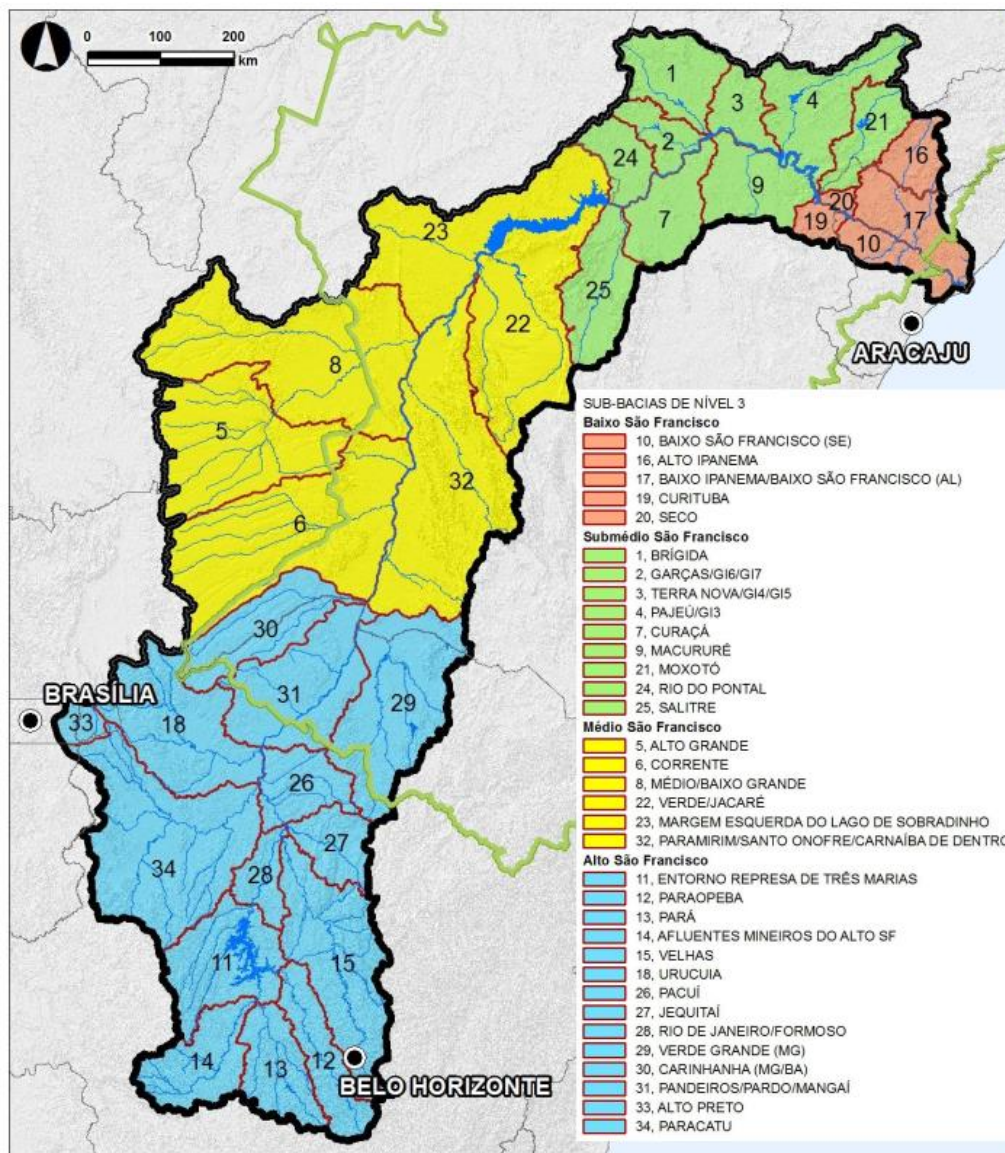 0 100 200
km
1
3
4
2
24
21
16
9
7
20
19
17
10
23
25
22
8
5
32
6
ARACAJU
30
31
29
BRASÍLIA
33
18
26
27
34
28
11
15
14
13
12
BELO HORIZONTE
SUB-BACIAS DE NÍVEL 3
Baixo São Francisco
10, BAIXO SÃO FRANCISCO (SE)
16, ALTO IPANEMA
17, BAIXO IPANEMA/BAIXO SÃO FRANCISCO (AL)
19, CURITUBA
20, SECO
Submédio São Francisco
1, BRÍGIDA
2, GARÇAS/GI6/GI7
3, TERRA NOVA/GI4/GI5
4, PAJEÚ/GI3
7, CURAÇÁ
9, MACURURÉ
21, MOXOTÓ
24, RIO DO PONTAL
25, SALITRE
Médio São Francisco
5, ALTO GRANDE
6, CORRENTE
8, MÉDIO/BAIXO GRANDE
22, VERDE/JACARÉ
23, MARGEM ESQUERDA DO LAGO DE SOBRADINHO
32, PARAMIRIM/SANTO ONOFRE/CARNAÍBA DE DENTRO
Alto São Francisco
11, ENTORNO REPRESA DE TRÊS MARIAS
12, PARAOPEBA
13, PARÁ
14, AFLUENTES MINEIROS DO ALTO SF
15, VELHAS
18, URUCUIA
26, PACUÍ
27, JEQUITAÍ
28, RIO DE JANEIRO/FORMOSO
29, VERDE GRANDE (MG)
30, CARINHANHA (MG/BA)
31, PANDEIROS/PARDO/MANGAÍ
33, ALTO PRETO
34, PARACATU